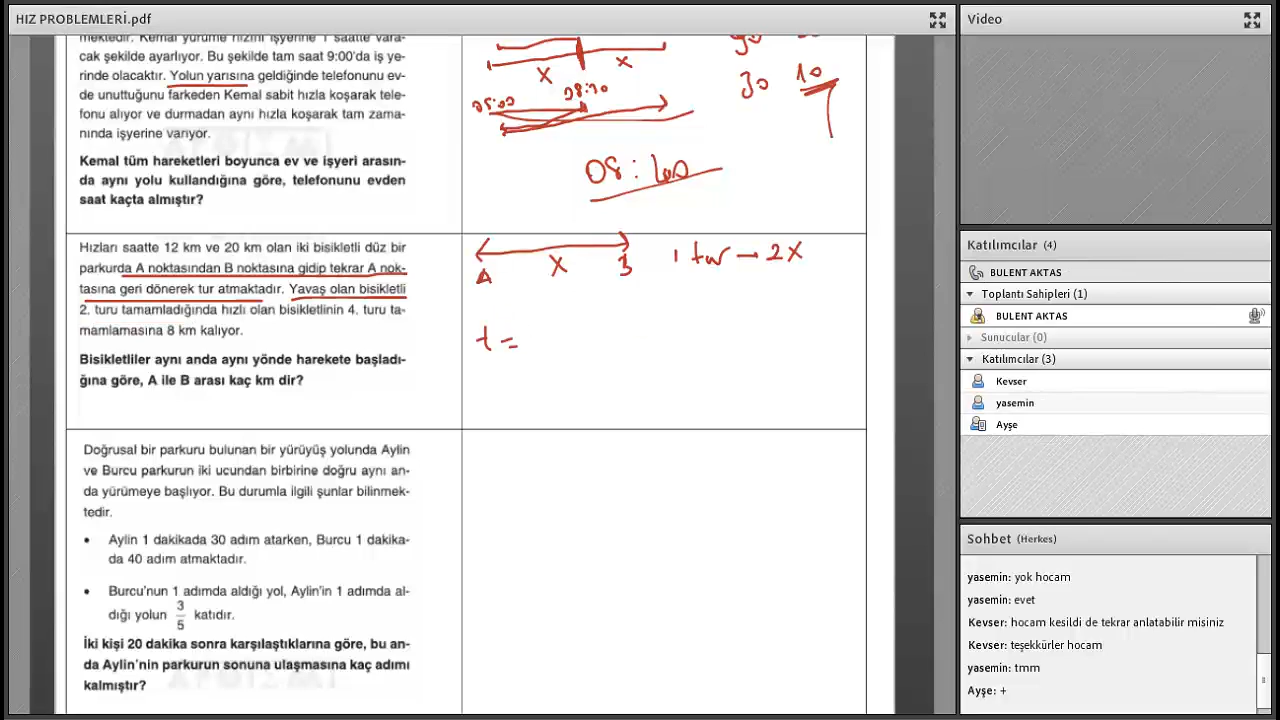 HIZ PROBLEMLERİ.pdf
mektedir. Kemal yürüme hızını işyerine 1 saatte vara-
cak şekilde ayarlıyor. Bu şekilde tam saat 9:00'da iş ye-
rinde olacaktır. Yolun yarısına geldiğinde telefonunu ev-
de unuttuğunu farkeden Kemal sabit hızla koşarak tele-
fonu alıyor ve durmadan aynı hızla koşarak tam zama-
nında işyerine varıyor.
Kemal tüm hareketleri boyunca ev ve işyeri arasın-
da aynı yolu kullandığına göre, telefonunu evden
saat kaçta almıştır?
x x
30 10
08:00 08:30
08:40
Hızları saatte 12 km ve 20 km olan iki bisikletli düz bir
parkurda A noktasından B noktasına gidip tekrar A nok-
tasına geri dönerek tur atmaktadır. Yavaş olan bisikletli
2. turu tamamladığında hızlı olan bisikletlinin 4. turu ta-
mamlamasına 8 km kalıyor.
Bisikletliler aynı anda aynı yönde harekete başladı-
ğına göre, A ile B arası kaç km dir?
A x B 1 tur → 2x
t =
Doğrusal bir parkuru bulunan bir yürüyüş yolunda Aylin
ve Burcu parkurun iki ucundan birbirine doğru aynı an-
da yürümeye başlıyor. Bu durumla ilgili şunlar bilinmek-
tedir.
• Aylin 1 dakikada 30 adım atarken, Burcu 1 dakika-
da 40 adım atmaktadır.
• Burcu'nun 1 adımda aldığı yol, Aylin'in 1 adımda al-
dığı yolun 3/5 katıdır.
İki kişi 20 dakika sonra karşılaştıklarına göre, bu an-
da Aylin'nin parkurun sonuna ulaşmasına kaç adımı
kalmıştır?
Video
Katılımcılar (4)
BULENT AKTAS
Toplantı Sahipleri (1)
BULENT AKTAS
Sunucular (0)
Katılımcılar (3)
Kevser
yasemin
Ayşe
Sohbet (Herkes)
yasemin: yok hocam
yasemin: evet
Kevser: hocam kesildi de tekrar anlatabilir misiniz
Kevser: teşekkürler hocam
yasemin: tmm
Ayşe: +